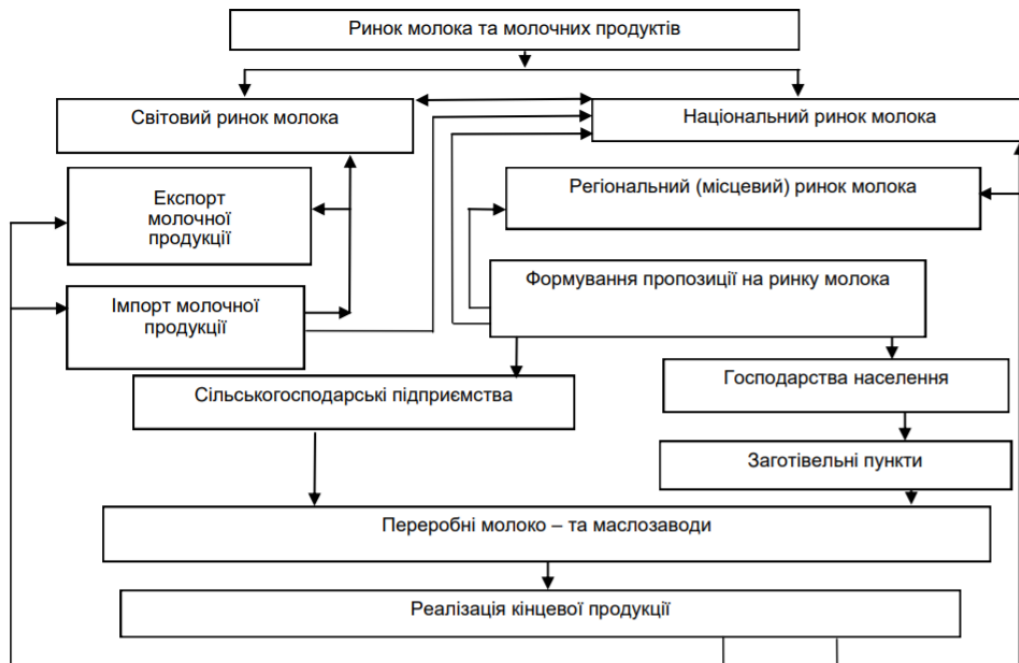 Ринок молока та молочних продуктів
Світовий ринок молока
Національний ринок молока
Експорт
молочної
продукції
Регіональний (місцевий) ринок молока
Формування пропозиції на ринку молока
Імпорт молочної
продукції
Сільськогосподарські підприємства
Господарства населення
Заготівельні пункти
Переробні молоко – та маслозаводи
Реалізація кінцевої продукції